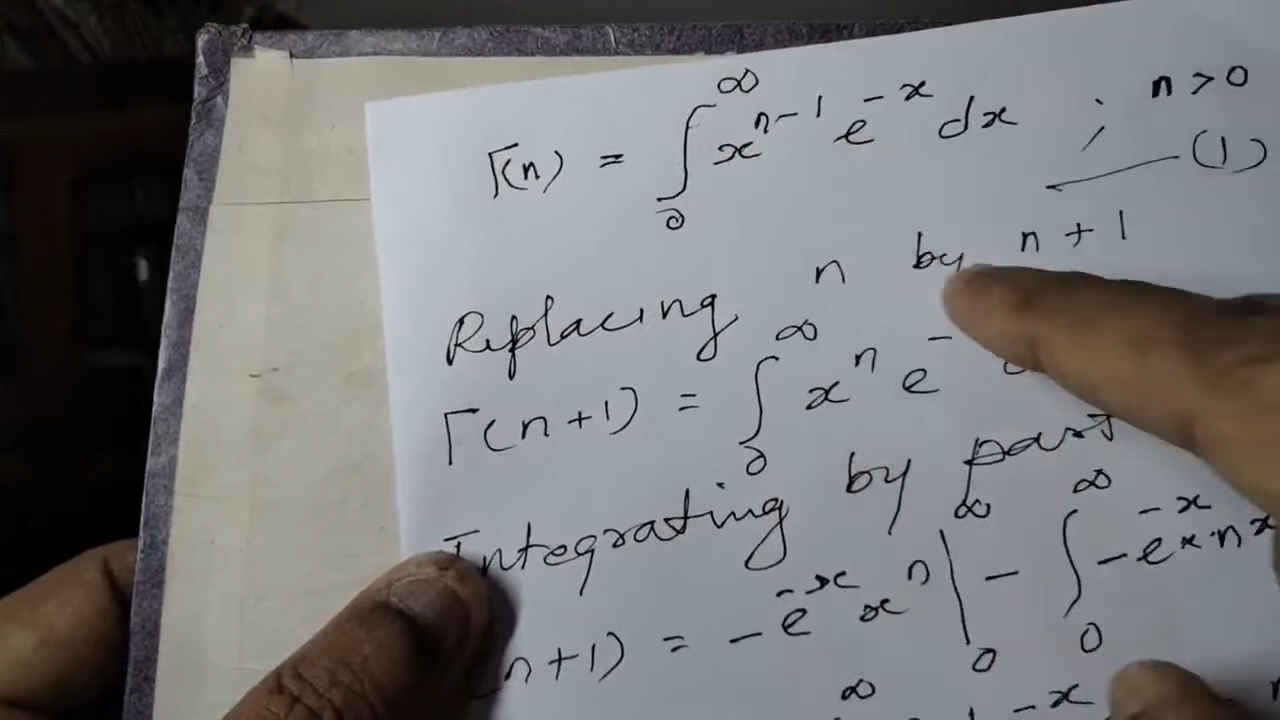 Γ(n) = ∫₀^∞ x^{n-1} e^{-x} dx ; n > 0
(1)
Replacing n by n + 1
Γ(n+1) = ∫₀^∞ x^n e^-
Integrating by part
n+1) = - e^{-x} x^n |₀^∞ - ∫₀^∞ - e^{-x} × n x
∞ - x